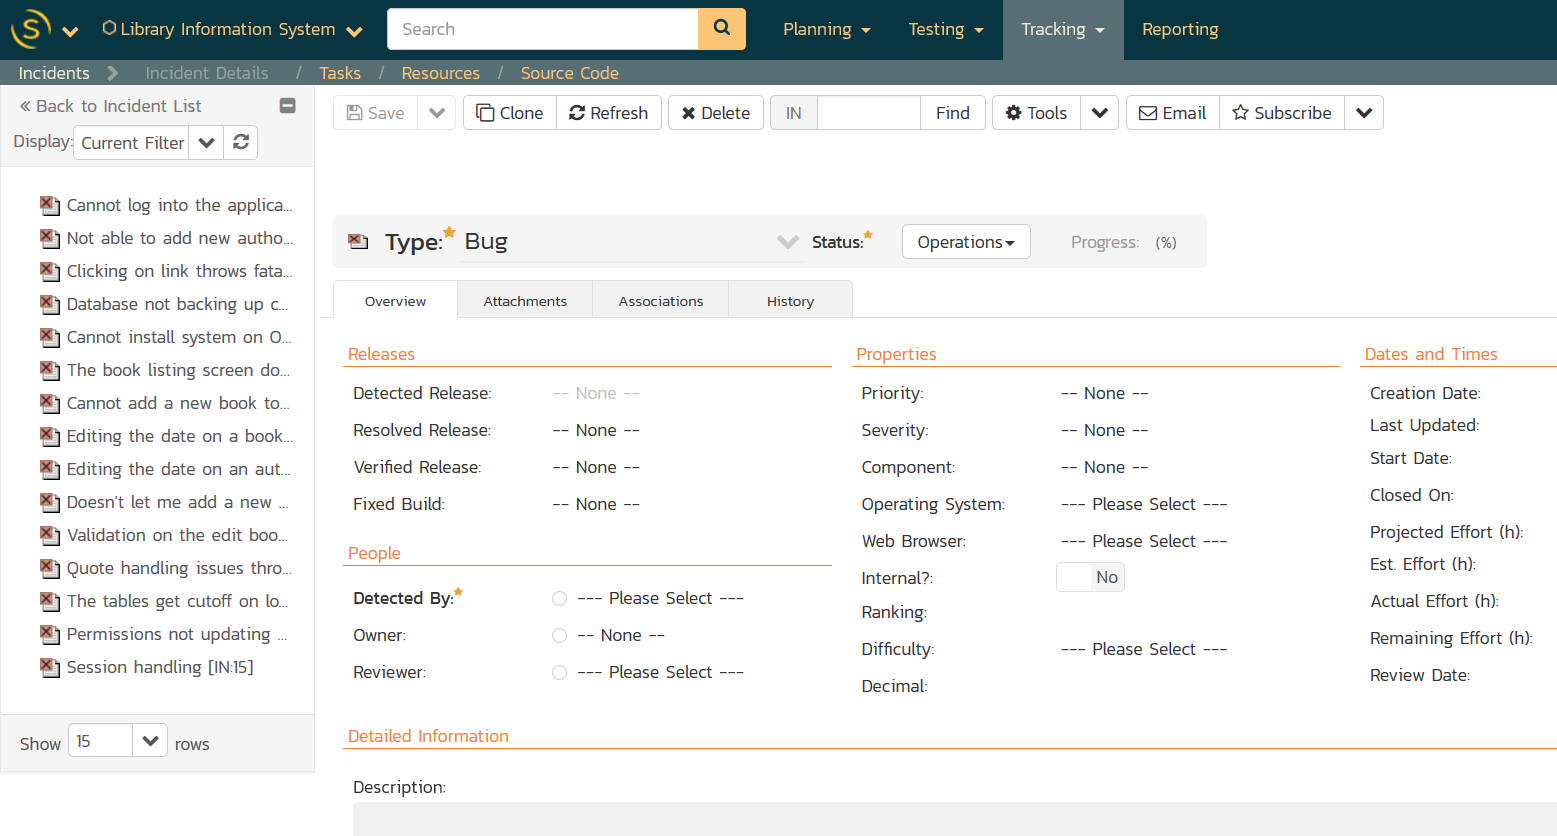 S Library Information System Search Planning Testing Tracking Reporting
Incidents Incident Details / Tasks / Resources / Source Code
« Back to Incident List
Display: Current Filter
Cannot log into the applica...
Not able to add new autho...
Clicking on link throws fata...
Database not backing up c...
Cannot install system on O...
The book listing screen do...
Cannot add a new book to...
Editing the date on a book...
Editing the date on an aut...
Doesn't let me add a new ...
Validation on the edit boo...
Quote handling issues thro...
The tables get cutoff on lo...
Permissions not updating ...
Session handling [IN:15]
Show 15 rows
Save Clone Refresh Delete IN Find Tools Email Subscribe
Type: Bug Status: Operations Progress: (%)
Overview Attachments Associations History
Releases
Detected Release: -- None --
Resolved Release: -- None --
Verified Release: -- None --
Fixed Build: -- None --
People
Detected By: --- Please Select ---
Owner: -- None --
Reviewer: --- Please Select ---
Properties
Priority: -- None --
Severity: -- None --
Component: -- None --
Operating System: --- Please Select ---
Web Browser: --- Please Select ---
Internal?: No
Ranking:
Difficulty: --- Please Select ---
Decimal:
Dates and Times
Creation Date:
Last Updated:
Start Date:
Closed On:
Projected Effort (h):
Est. Effort (h):
Actual Effort (h):
Remaining Effort (h):
Review Date:
Detailed Information
Description: